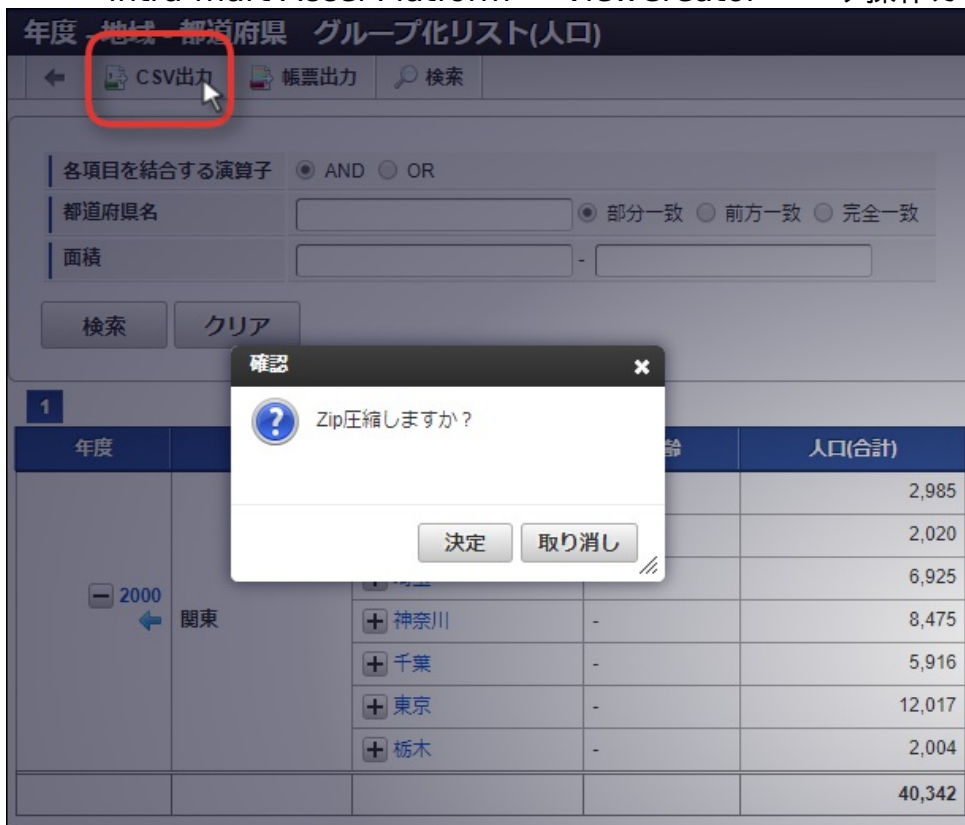 年度 - 地域 - 都道府県　グループ化リスト(人口)
CSV出力 帳票出力 検索
各項目を結合する演算子 AND OR
都道府県名 部分一致 前方一致 完全一致
面積 -
検索 クリア
確認
Zip圧縮しますか？
決定 取り消し
1
年度 齢 人口(合計)
2,985
2,020
6,925
2000 関東 神奈川 - 8,475
千葉 - 5,916
東京 - 12,017
栃木 - 2,004
40,342